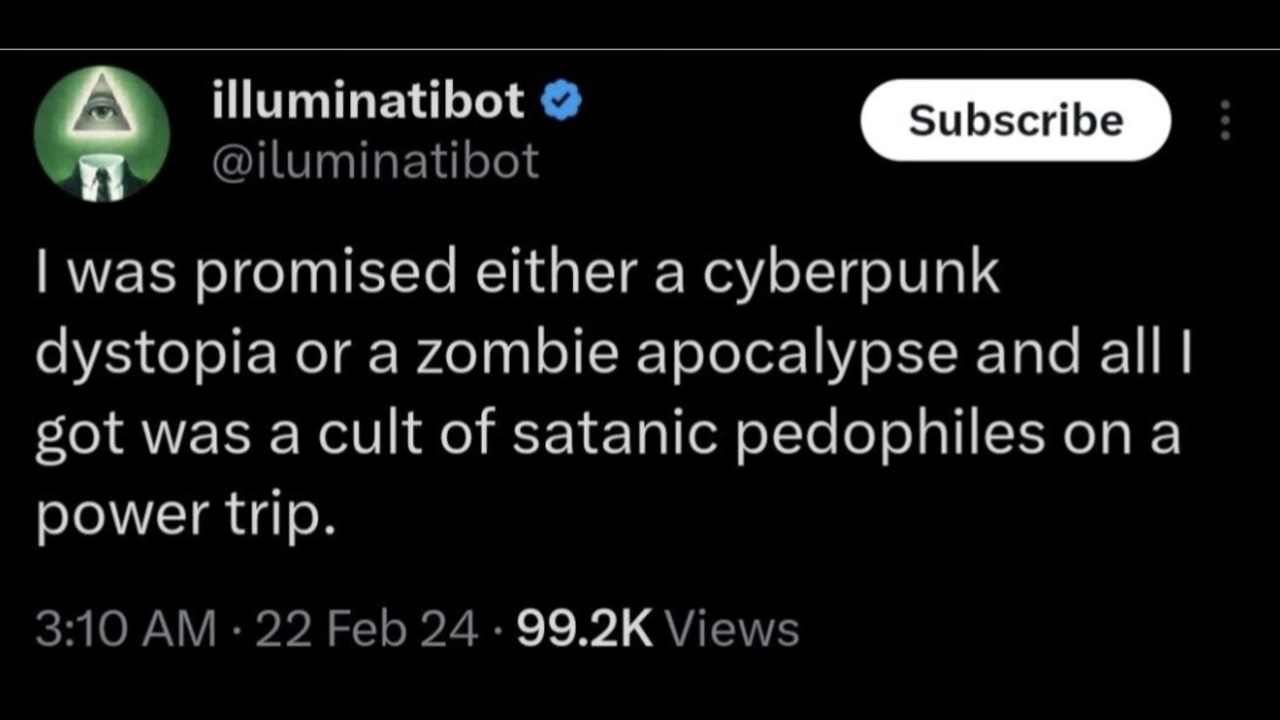 illuminatibot
Subscribe
@iluminatibot
I was promised either a cyberpunk
dystopia or a zombie apocalypse and all I
got was a cult of satanic pedophiles on a
power trip.
3:10 AM · 22 Feb 24 · 99.2K Views